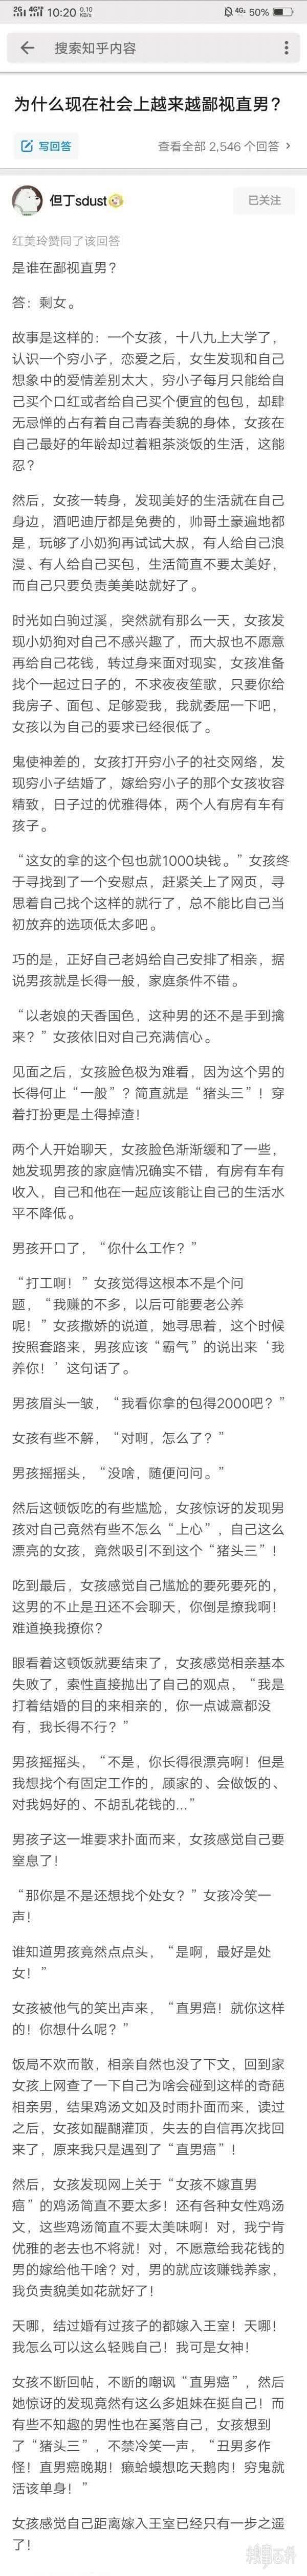 2G 4G 10:20 0.10 KB/s 4G 50%
搜索知乎内容
为什么现在社会上越来越鄙视直男？
写回答 查看全部 2,546 个回答
但丁sdust 已关注
红美玲赞同了该回答
是谁在鄙视直男？
答：剩女。
故事是这样的：一个女孩，十八九上大学了，
认识一个穷小子，恋爱之后，女生发现和自己
想象中的爱情差别太大，穷小子每月只能给自
己买个口红或者给自己买个便宜的包包，却肆
无忌惮的占有着自己青春美貌的身体，女孩在
自己最好的年龄却过着粗茶淡饭的生活，这能
忍？
然后，女孩一转身，发现美好的生活就在自己
身边，酒吧迪厅都是免费的，帅哥土豪遍地都
是，玩够了小奶狗再试试大叔，有人给自己浪
漫、有人给自己买包，生活简直不要太美好，
而自己只要负责美美哒就好了。
时光如白驹过溪，突然就有那么一天，女孩发
现小奶狗对自己不感兴趣了，而大叔也不愿意
再给自己花钱，转过身来面对现实，女孩准备
找个一起过日子的，不求夜夜笙歌，只要你给
我房子、面包、足够爱我，我就委屈一下吧，
女孩以为自己的要求已经很低了。
鬼使神差的，女孩打开穷小子的社交网络，发
现穷小子结婚了，嫁给穷小子的那个女孩妆容
精致，日子过的优雅得体，两个人有房有车有
孩子。
“这女的拿的这个包也就1000块钱。”女孩终
于寻找到了一个安慰点，赶紧关上了网页，寻
思着自己找个这样的就行了，总不能比自己当
初放弃的选项低太多吧。
巧的是，正好自己老妈给自己安排了相亲，据
说男孩就是长得一般，家庭条件不错。
“以老娘的天香国色，这种男的还不是手到擒
来？”女孩依旧对自己充满信心。
见面之后，女孩脸色极为难看，因为这个男的
长得何止“一般”？简直就是“猪头三”！穿
着打扮更是土得掉渣！
两个人开始聊天，女孩脸色渐渐缓和了一些，
她发现男孩的家庭情况确实不错，有房有车有
收入，自己和他在一起应该能让自己的生活水
平不降低。
男孩开口了，“你什么工作？”
“打工啊！”女孩觉得这根本不是个问
题，“我赚的不多，以后可能要老公养
呢！”女孩撒娇的说道，她寻思着，这个时候
按照套路来，男孩应该“霸气”的说出来‘我
养你！’这句话了。
男孩眉头一皱，“我看你拿的包得2000吧？”
女孩有些不解，“对啊，怎么了？”
男孩摇摇头，“没啥，随便问问。”
然后这顿饭吃的有些尴尬，女孩惊讶的发现男
孩对自己竟然有些不怎么“上心”，自己这么
漂亮的女孩，竟然吸引不到这个“猪头三”！
吃到最后，女孩感觉自己尴尬的要死要死的，
这男的不止是丑还不会聊天，你倒是撩我啊！
难道换我撩你？
眼看着这顿饭就要结束了，女孩感觉相亲基本
失败了，索性直接抛出了自己的观点，“我是
打着结婚的目的来相亲的，你一点诚意都没
有，我长得不行？”
男孩摇摇头，“不是，你长得很漂亮啊！但是
我想找个有固定工作的，顾家的、会做饭的、
对我妈好的、不胡乱花钱的...”
男孩子这一堆要求扑面而来，女孩感觉自己要
窒息了！
“那你是不是还想找个处女？”女孩冷笑一
声！
谁知道男孩竟然点点头，“是啊，最好是处
女！”
女孩被他气的笑出声来，“直男癌！就你这样
的！你想什么呢？”
饭局不欢而散，相亲自然也没了下文，回到家
女孩上网查了一下自己为啥会碰到这样的奇葩
相亲男，结果鸡汤文如及时雨扑面而来，读过
之后，女孩如醍醐灌顶，失去的自信再次找回
来了，原来我只是遇到了“直男癌”！
然后，女孩发现网上关于“女孩不嫁直男
癌”的鸡汤简直不要太多！还有各种女性鸡汤
文，这些鸡汤简直不要太美味啊！对，我宁肯
优雅的老去也不将就！对，不愿意给我花钱的
男的嫁给他干啥？对，男的就应该赚钱养家，
我负责貌美如花就好了！
天哪，结过婚有过孩子的都嫁入王室！天哪！
我怎么可以这么轻贱自己！我可是女神！
女孩不断回帖，不断的嘲讽“直男癌”，然后
她惊讶的发现竟然有这么多姐妹在挺自己！而
有些不知趣的男性也在奚落自己，女孩想到
了“猪头三”，不禁冷笑一声，“丑男多作
怪！直男癌晚期！癞蛤蟆想吃天鹅肉！穷鬼就
活该单身！”
女孩感觉自己距离嫁入王室已经只有一步之遥
了！